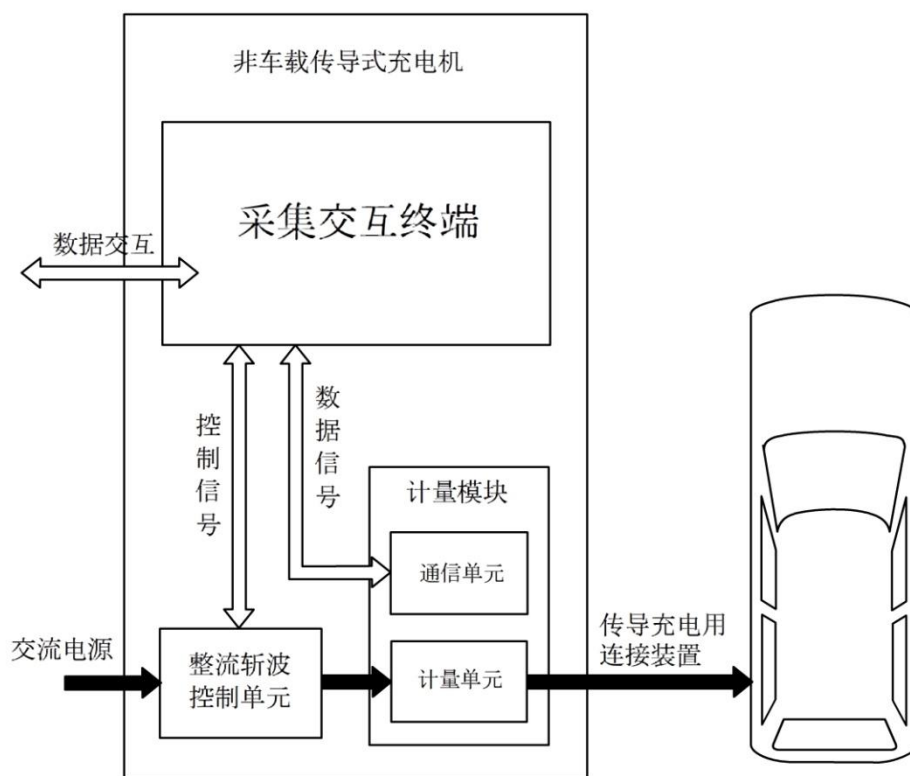 非车载传导式充电机
采集交互终端
数据交互
控制信号
数据信号
计量模块
通信单元
交流电源
整流斩波
控制单元
计量单元
传导充电用
连接装置